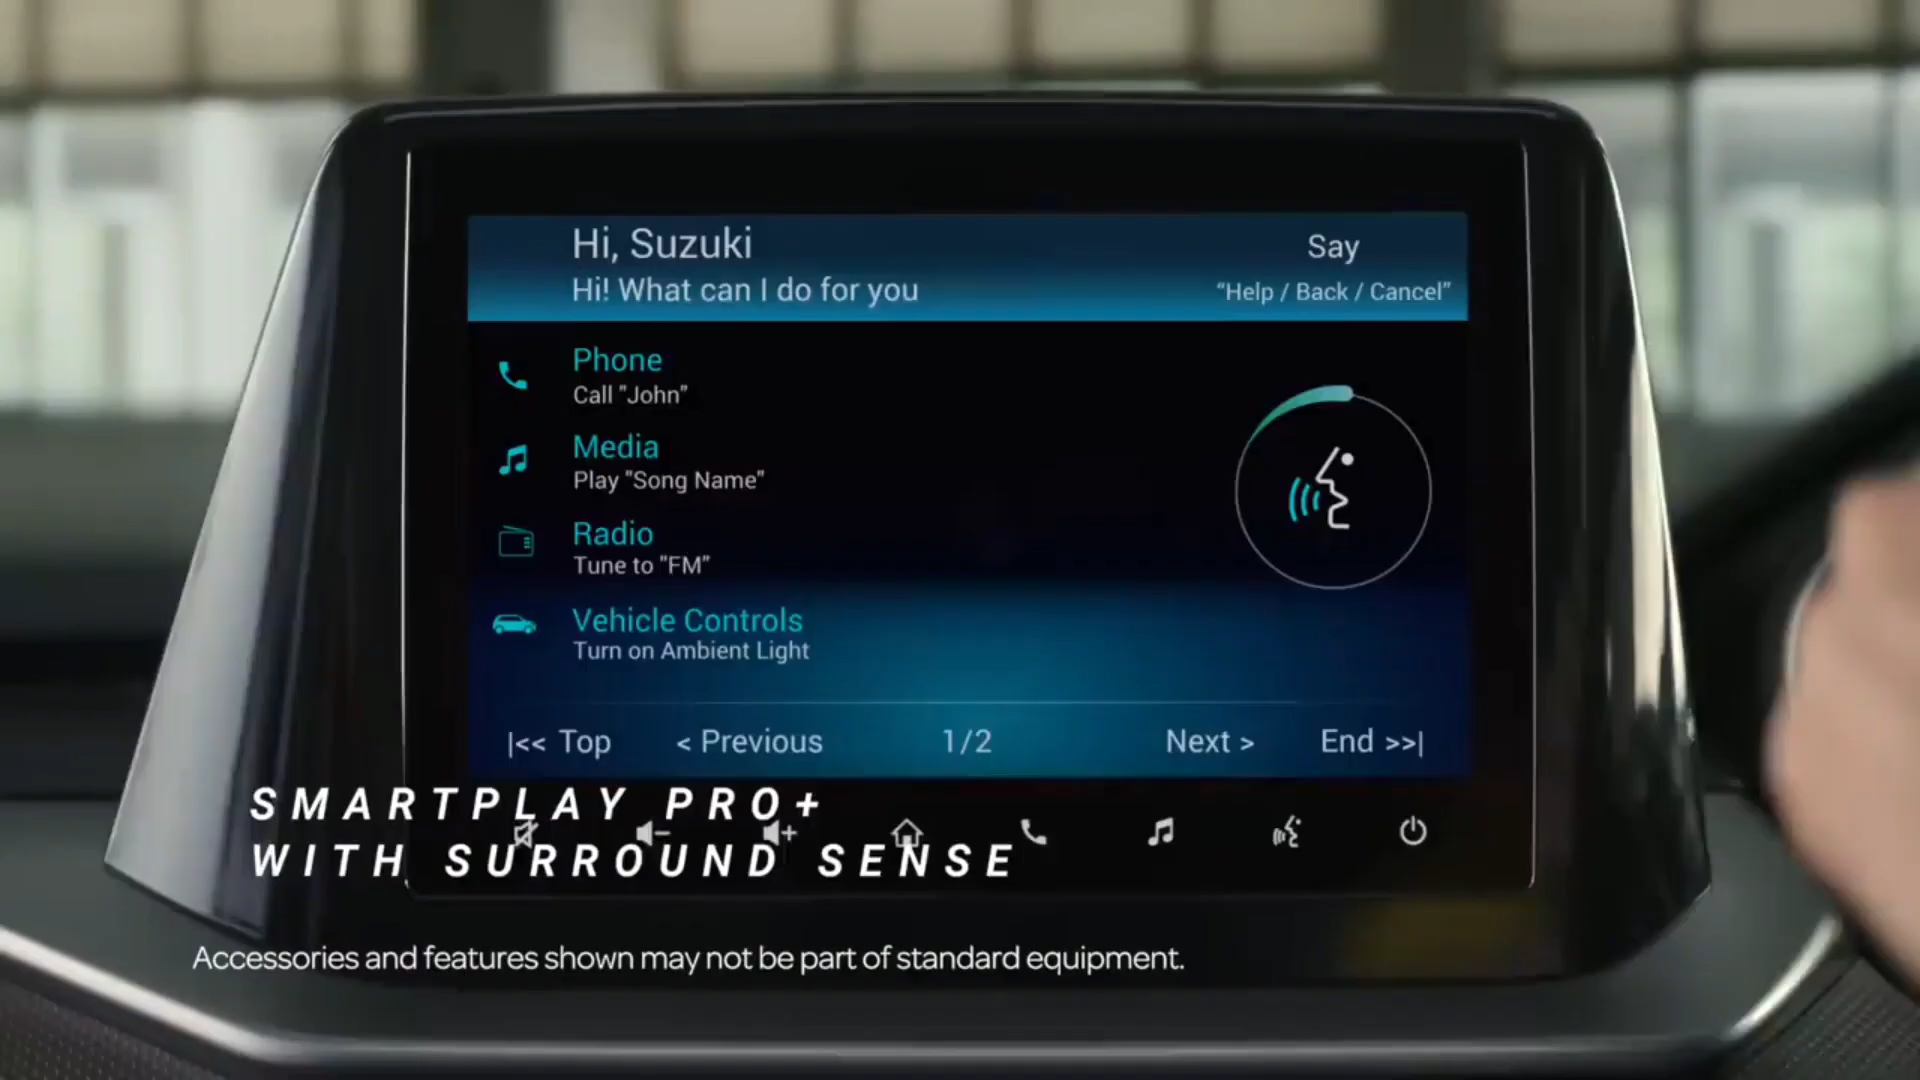 Hi, Suzuki
Hi! What can I do for you
Say
“Help / Back / Cancel”
Phone
Call "John"
Media
Play "Song Name"
Radio
Tune to "FM"
Vehicle Controls
Turn on Ambient Light
|<< Top < Previous 1/2 Next > End >>|
SMARTPLAY PRO+
WITH SURROUND SENSE
Accessories and features shown may not be part of standard equipment.